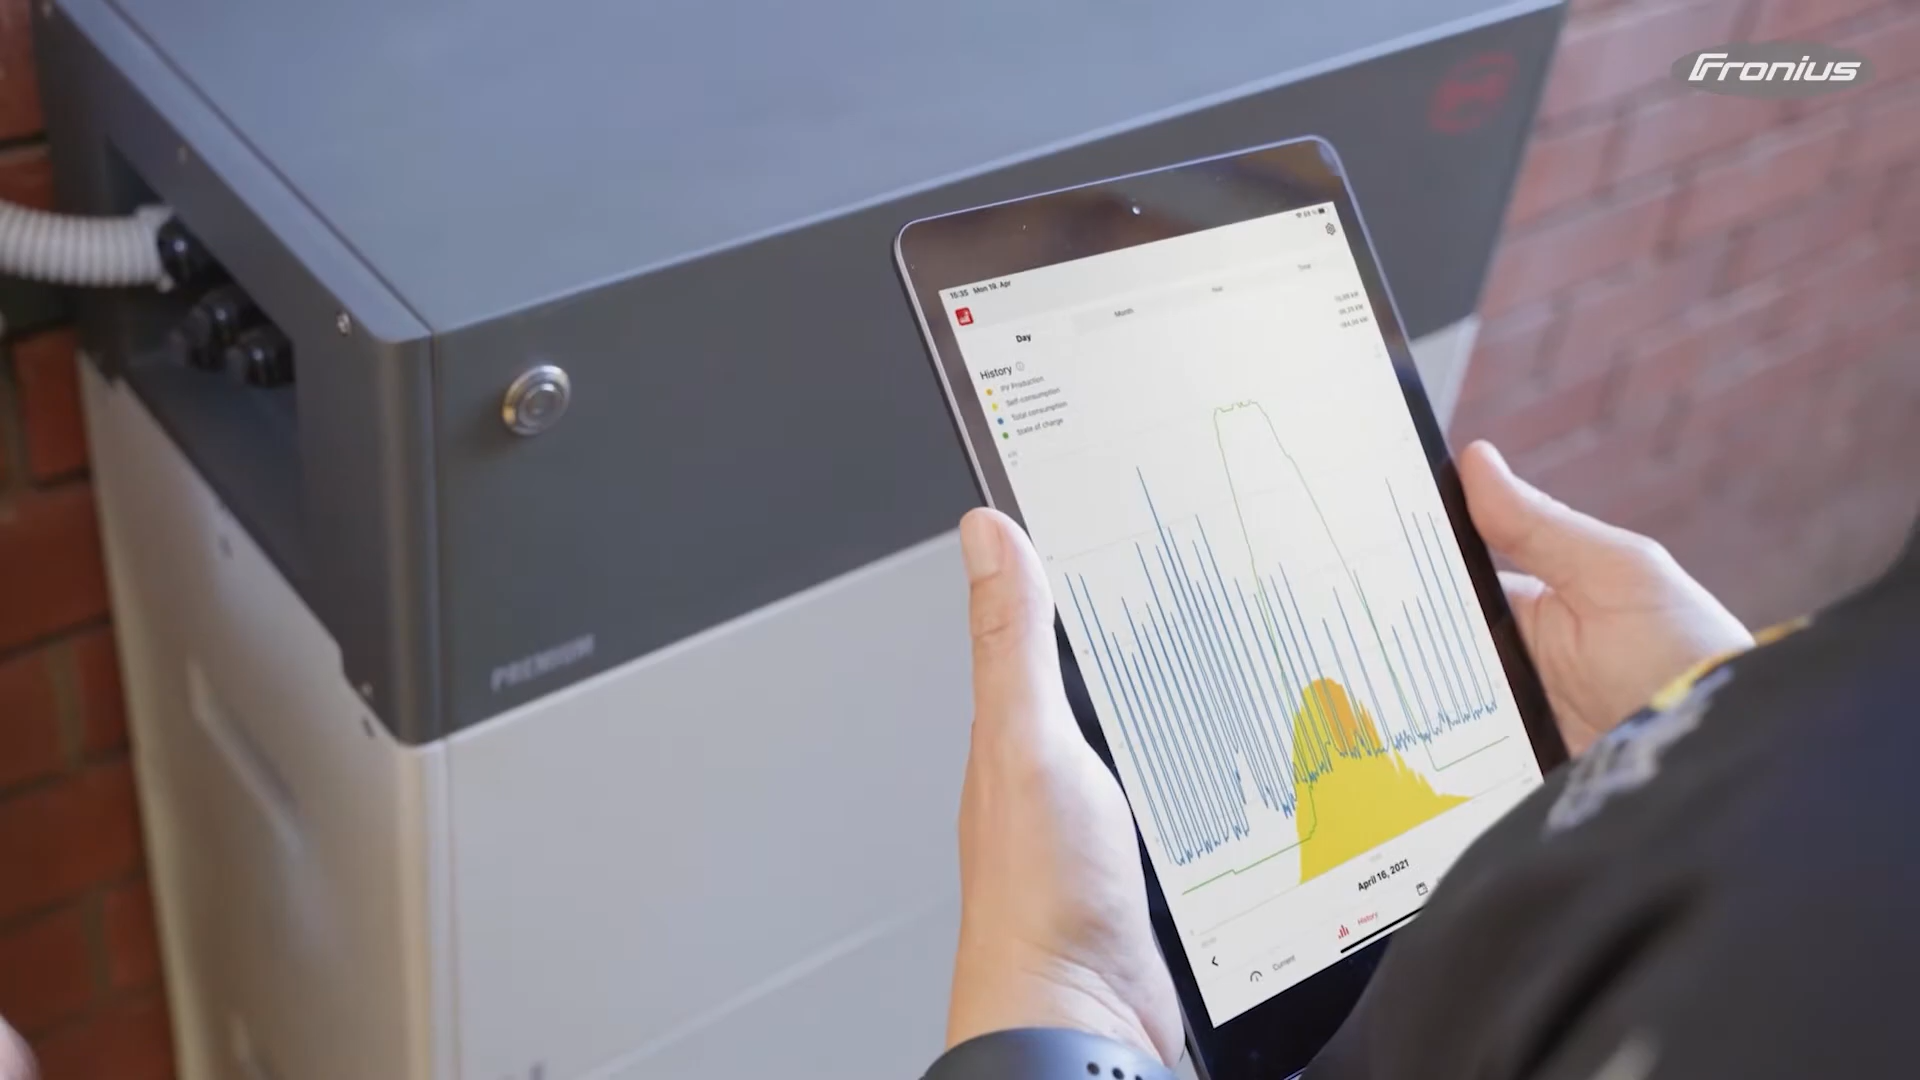 Fronius
15:35 Mon 19. Apr
Day
Month
Year
Total
History
PV Production
Self-consumption
Total consumption
State of charge
PREMIUM
April 16, 2021
History
Current